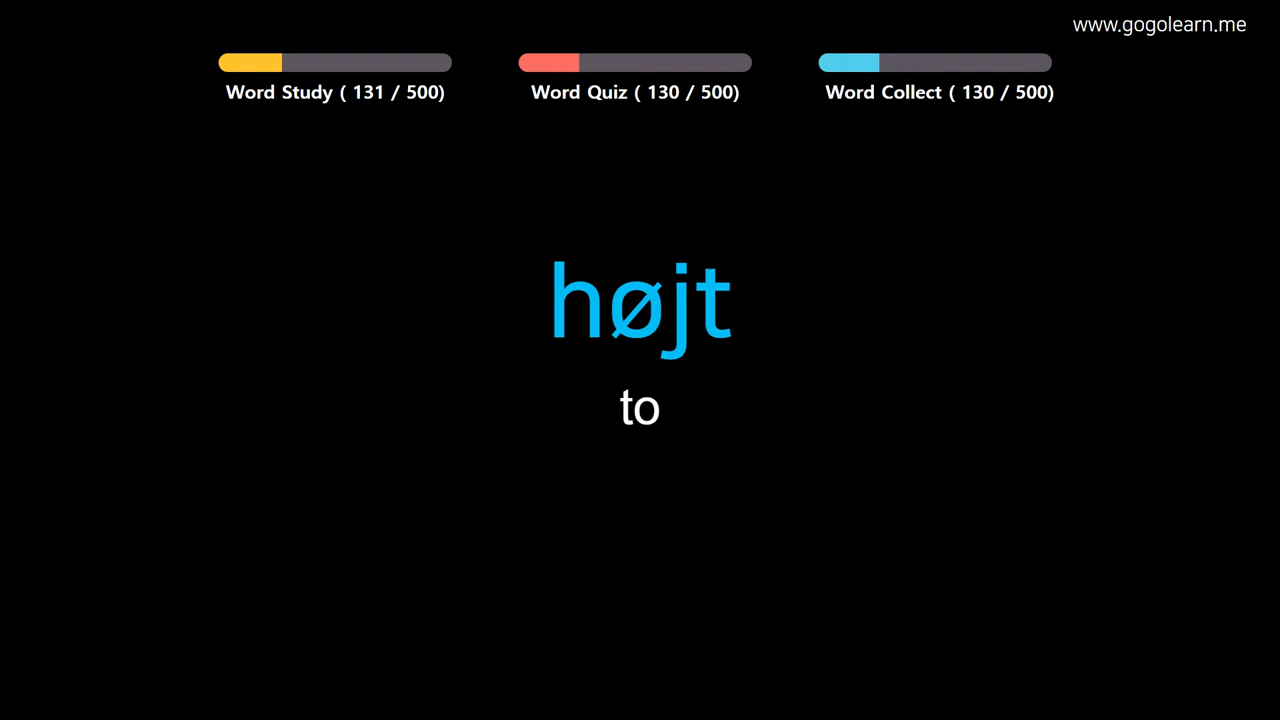 www.gogolearn.me
Word Study ( 131 / 500)
Word Quiz ( 130 / 500)
Word Collect ( 130 / 500)
højt
to